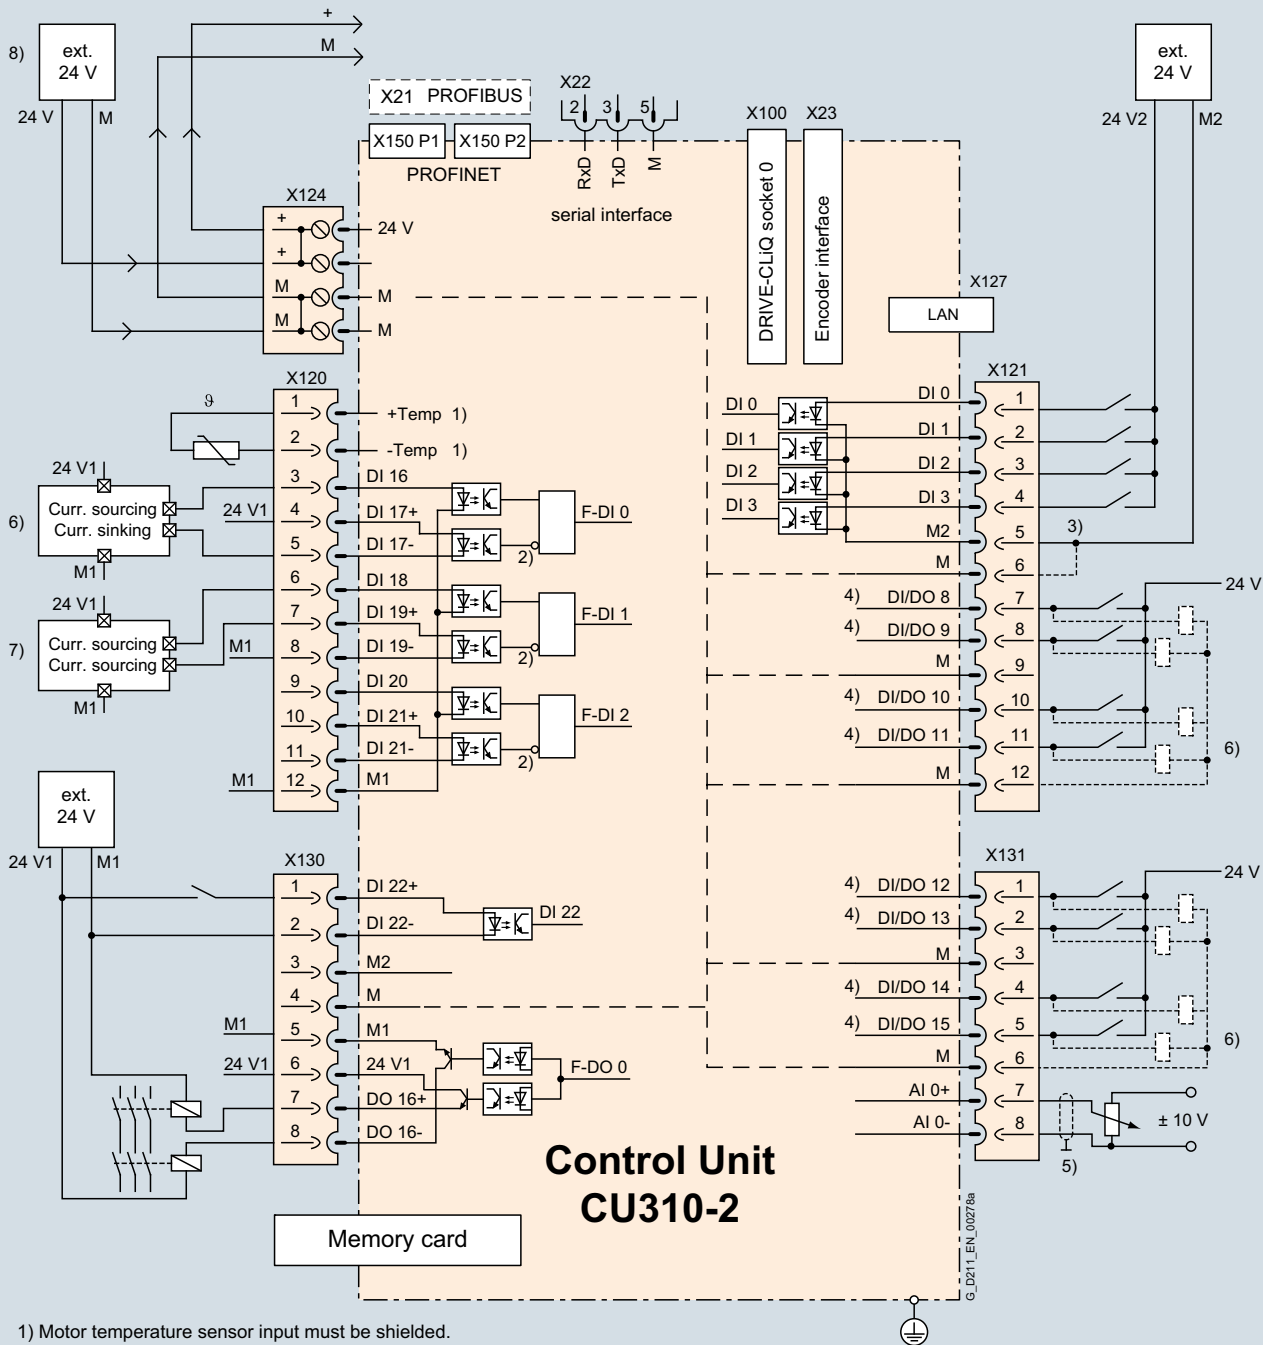 8)
ext.
24 V
24 V
M
+
M
X21 PROFIBUS
X150 P1
X150 P2
PROFINET
X22
2
3
5
RxD
TxD
M
serial interface
X100
X23
DRIVE-CLiQ socket 0
Encoder interface
ext.
24 V
24 V2
M2
X127
LAN
X124
+
24 V
+
M
M
M
M
X120
ϑ
1
+Temp 1)
2
-Temp 1)
24 V1
6)
Curr. sourcing
Curr. sinking
M1
3
DI 16
24 V1
4
DI 17+
5
DI 17-
F-DI 0
2)
24 V1
7)
Curr. sourcing
Curr. sourcing
M1
6
DI 18
7
DI 19+
M1
8
DI 19-
F-DI 1
2)
9
DI 20
10
DI 21+
11
DI 21-
F-DI 2
2)
M1
12
M1
ext.
24 V
24 V1
M1
X130
1
DI 22+
2
DI 22-
DI 22
3
M2
4
M
M1
5
M1
24 V1
6
24 V1
7
DO 16+
8
DO 16-
F-DO 0
X121
DI 0
DI 0
1
DI 1
DI 1
2
DI 2
DI 2
3
DI 3
DI 3
4
M2
5
3)
M
6
24 V
4) DI/DO 8
7
4) DI/DO 9
8
M
9
4) DI/DO 10
10
4) DI/DO 11
11
6)
M
12
X131
24 V
4) DI/DO 12
1
4) DI/DO 13
2
M
3
4) DI/DO 14
4
4) DI/DO 15
5
6)
M
6
AI 0+
7
AI 0-
8
± 10 V
5)
Control Unit
CU310-2
Memory card
G_D211_EN_00278a
1) Motor temperature sensor input must be shielded.